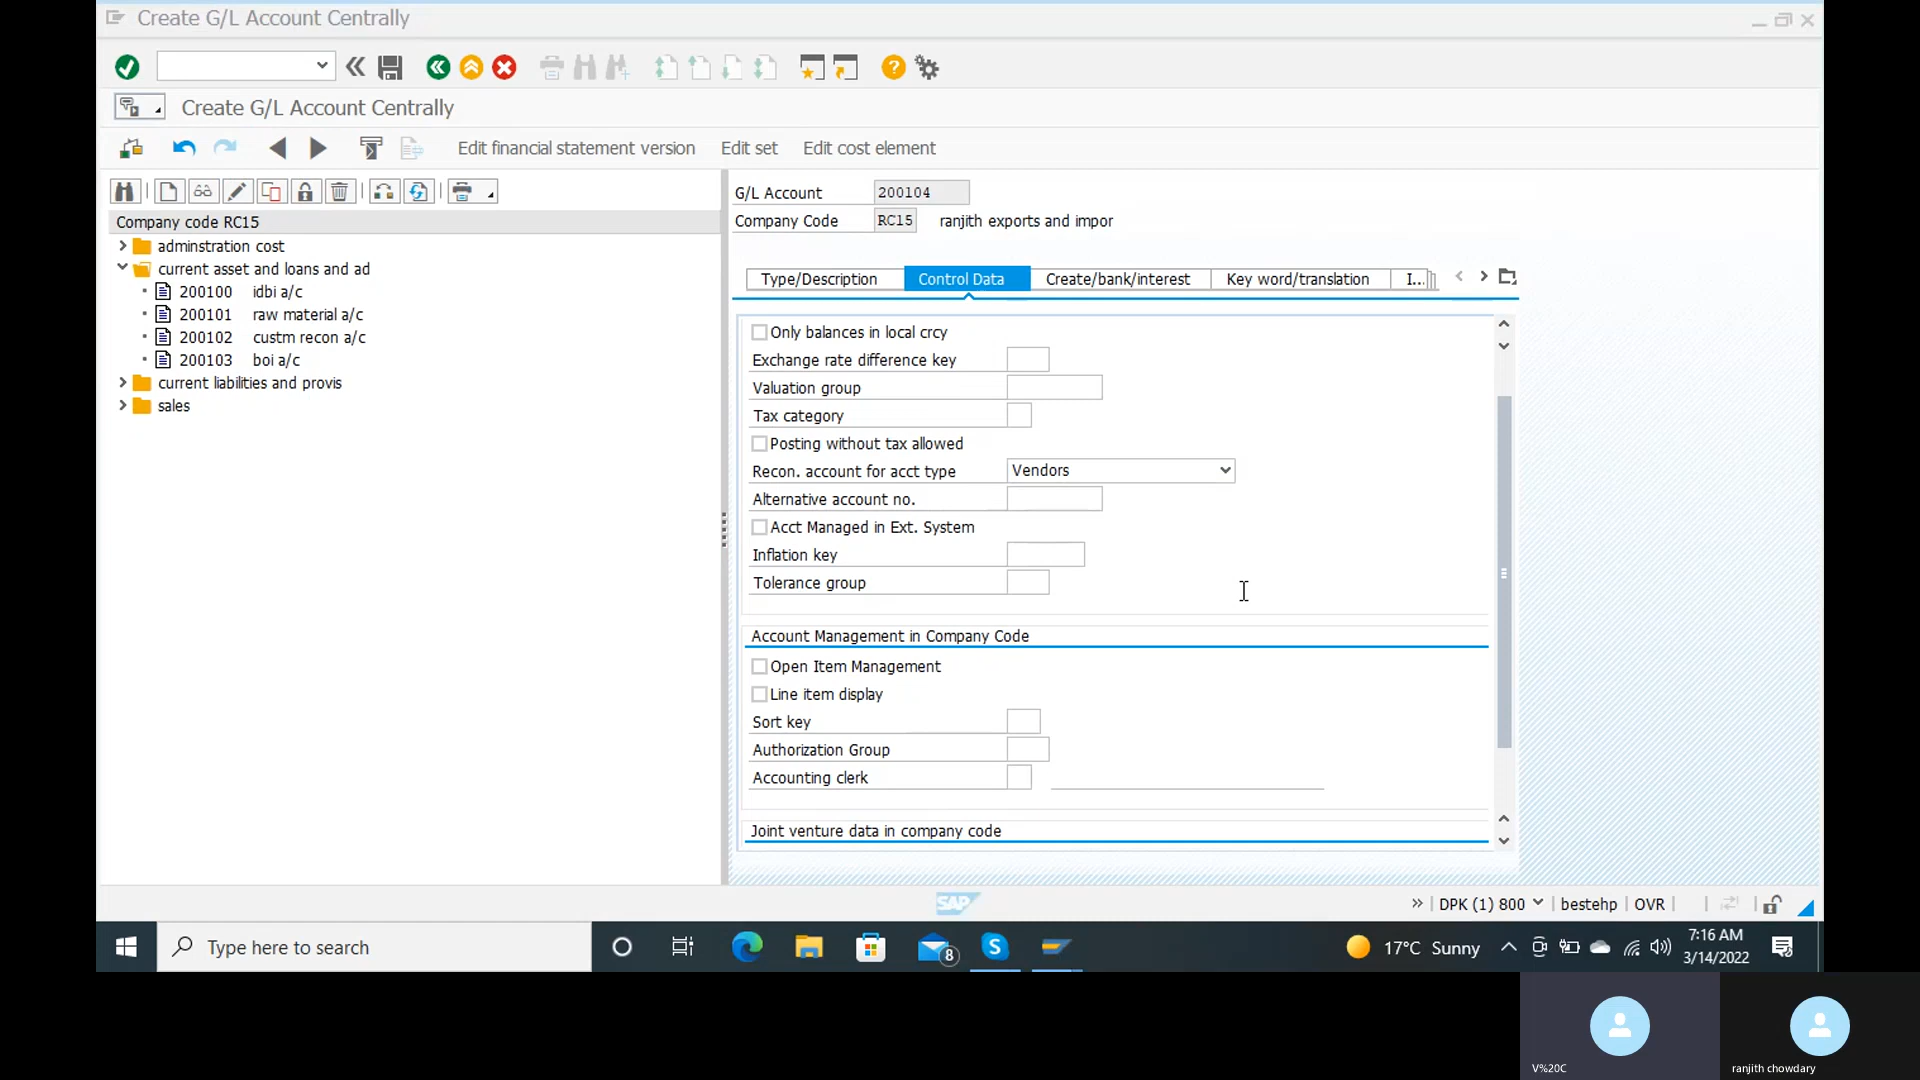 Create G/L Account Centrally
Create G/L Account Centrally
Edit financial statement version Edit set Edit cost element
Company code RC15
adminstration cost
current asset and loans and ad
200100 idbi a/c
200101 raw material a/c
200102 custm recon a/c
200103 boi a/c
current liabilities and provis
sales
G/L Account 200104
Company Code RC15 ranjith exports and impor
Type/Description Control Data Create/bank/interest Key word/translation I...
Only balances in local crcy
Exchange rate difference key
Valuation group
Tax category
Posting without tax allowed
Recon. account for acct type Vendors
Alternative account no.
Acct Managed in Ext. System
Inflation key
Tolerance group
Account Management in Company Code
Open Item Management
Line item display
Sort key
Authorization Group
Accounting clerk
Joint venture data in company code
SAP
DPK (1) 800 bestehp OVR
Type here to search
8
17°C Sunny
7:16 AM
3/14/2022
V%20C
ranjith chowdary